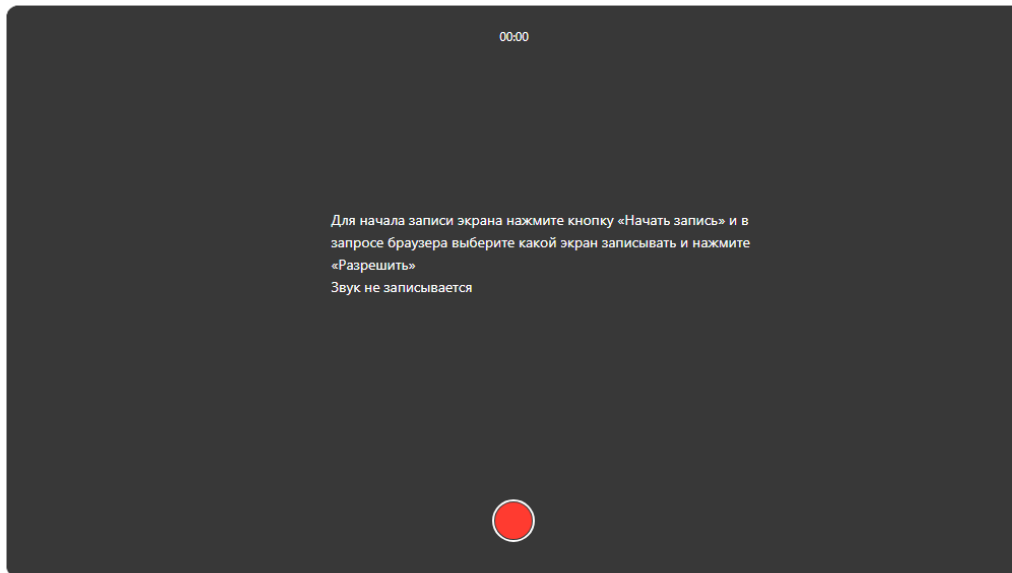 00:00
Для начала записи экрана нажмите кнопку «Начать запись» и в
запросе браузера выберите какой экран записывать и нажмите
«Разрешить»
Звук не записывается